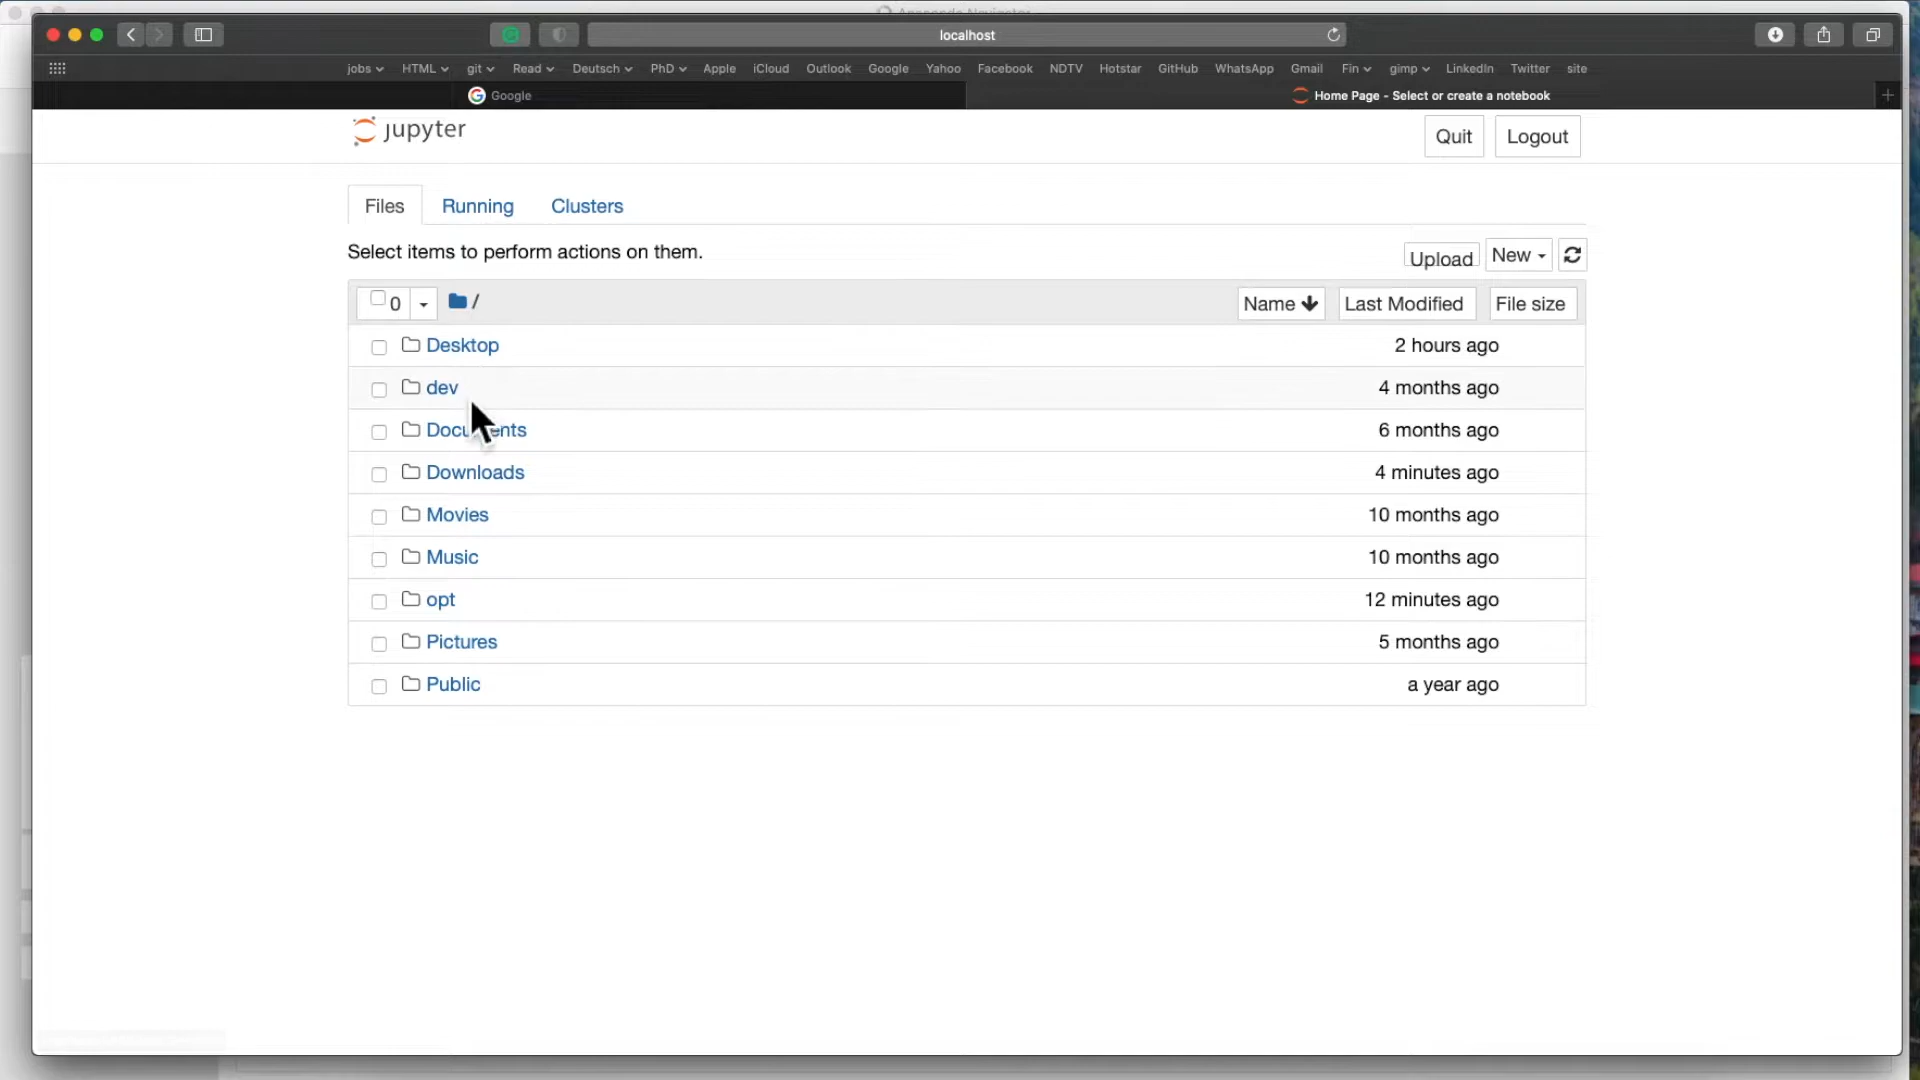 Anaconda Navigator
localhost
jobs HTML git Read Deutsch PhD Apple iCloud Outlook Google Yahoo Facebook NDTV Hotstar GitHub WhatsApp Gmail Fin gimp LinkedIn Twitter site
Google Home Page - Select or create a notebook
jupyter Quit Logout
Files Running Clusters
Select items to perform actions on them. Upload New
0 / Name Last Modified File size
Desktop 2 hours ago
dev 4 months ago
Documents 6 months ago
Downloads 4 minutes ago
Movies 10 months ago
Music 10 months ago
opt 12 minutes ago
Pictures 5 months ago
Public a year ago